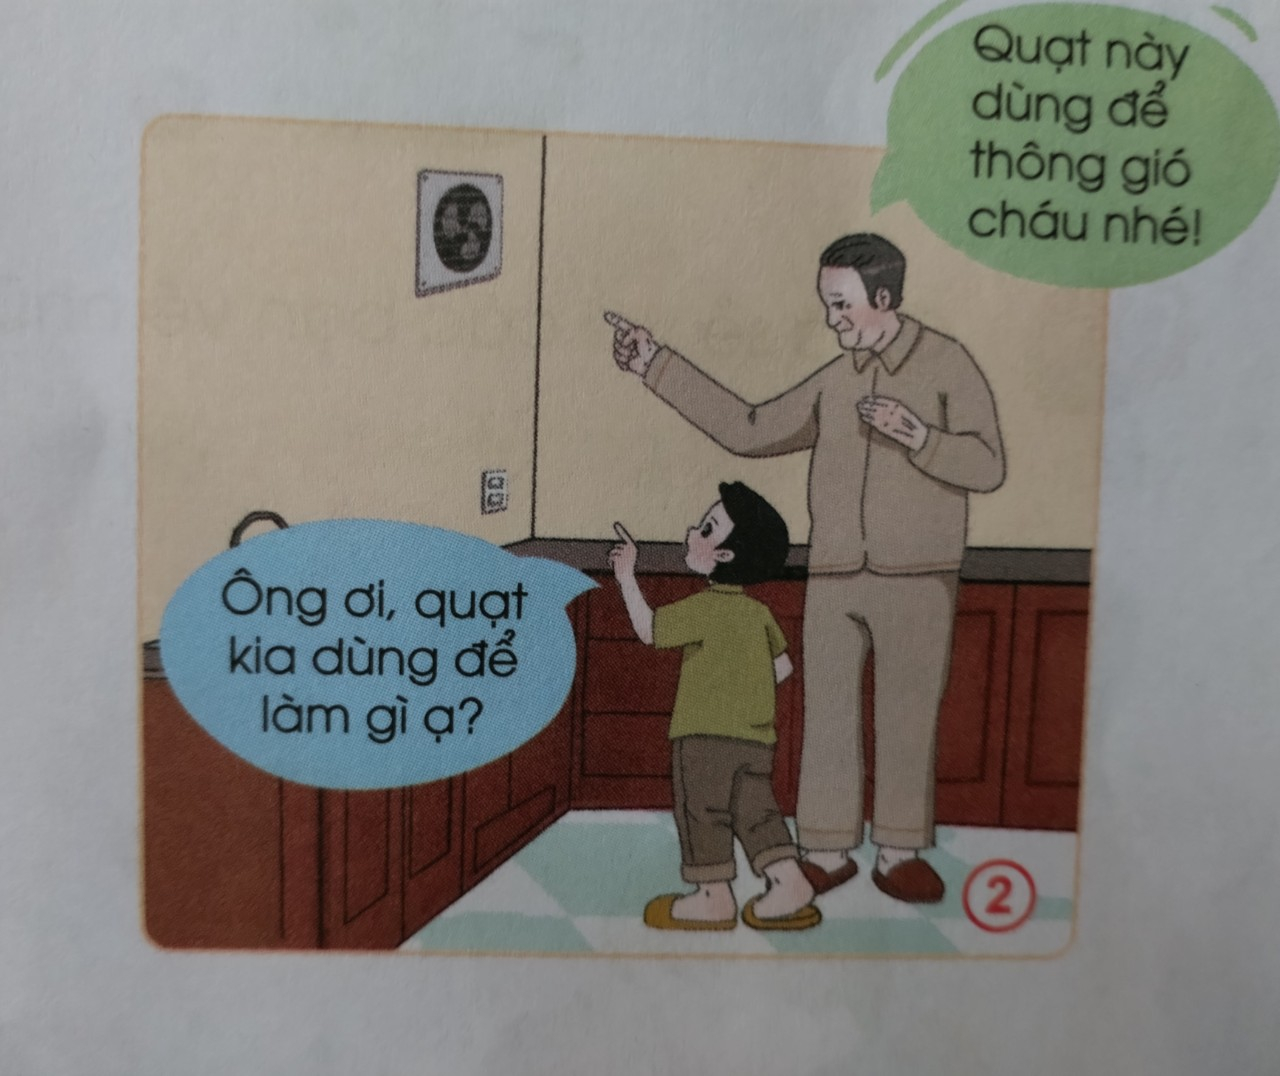 Quạt này
dùng để
thông gió
cháu nhé!
Ông ơi, quạt
kia dùng để
làm gì ạ?
2